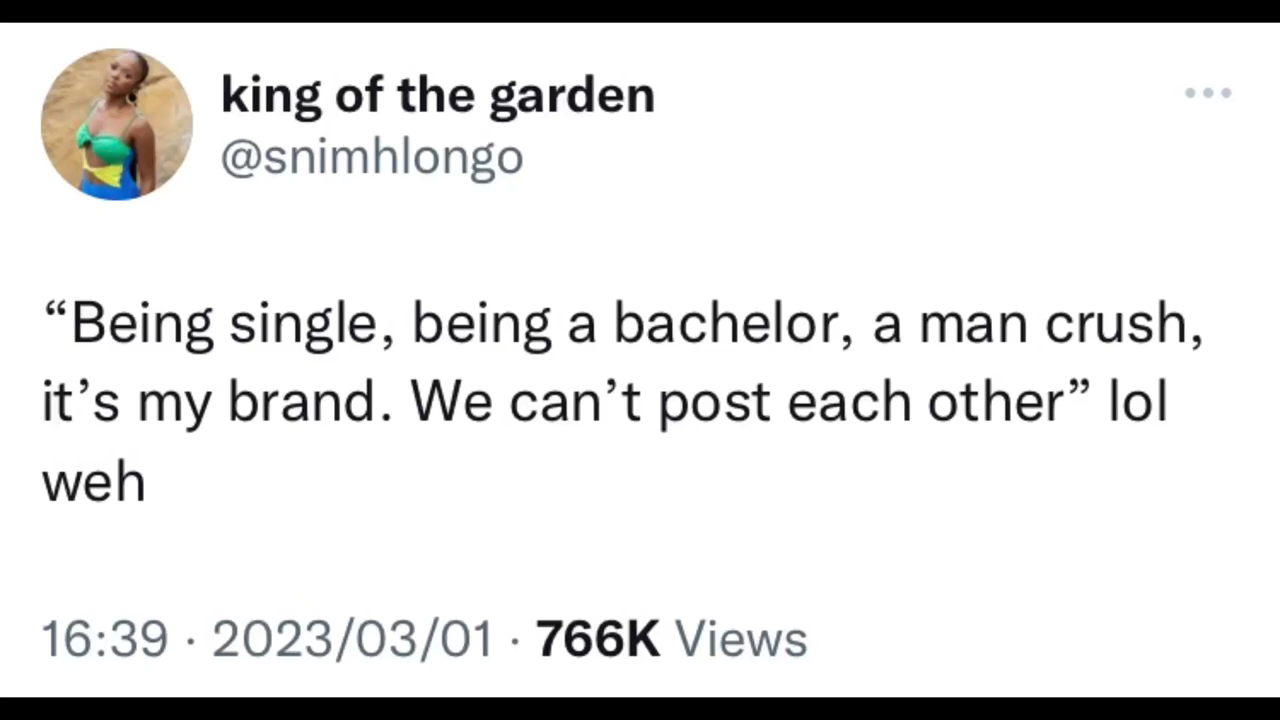 king of the garden
@snimhlongo
“Being single, being a bachelor, a man crush,
it’s my brand. We can’t post each other” lol
weh
16:39 · 2023/03/01 · 766K Views